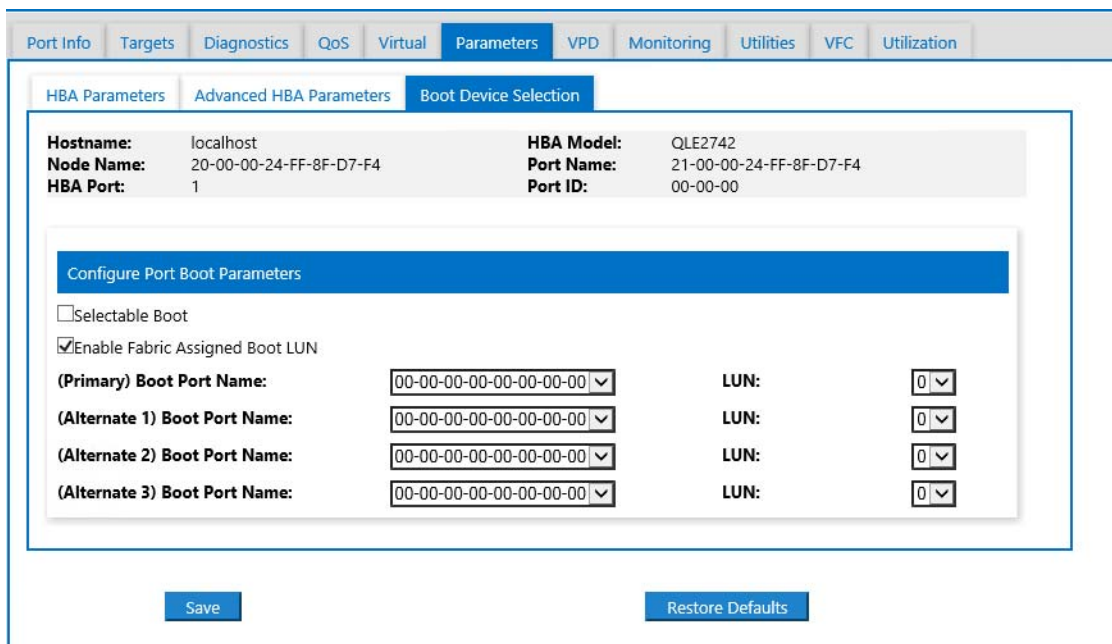 Port Info Targets Diagnostics QoS Virtual Parameters VPD Monitoring Utilities VFC Utilization
HBA Parameters Advanced HBA Parameters Boot Device Selection
Hostname: localhost HBA Model: QLE2742
Node Name: 20-00-00-24-FF-8F-D7-F4 Port Name: 21-00-00-24-FF-8F-D7-F4
HBA Port: 1 Port ID: 00-00-00
Configure Port Boot Parameters
Selectable Boot
Enable Fabric Assigned Boot LUN
(Primary) Boot Port Name: 00-00-00-00-00-00-00-00 LUN: 0
(Alternate 1) Boot Port Name: 00-00-00-00-00-00-00-00 LUN: 0
(Alternate 2) Boot Port Name: 00-00-00-00-00-00-00-00 LUN: 0
(Alternate 3) Boot Port Name: 00-00-00-00-00-00-00-00 LUN: 0
Save Restore Defaults